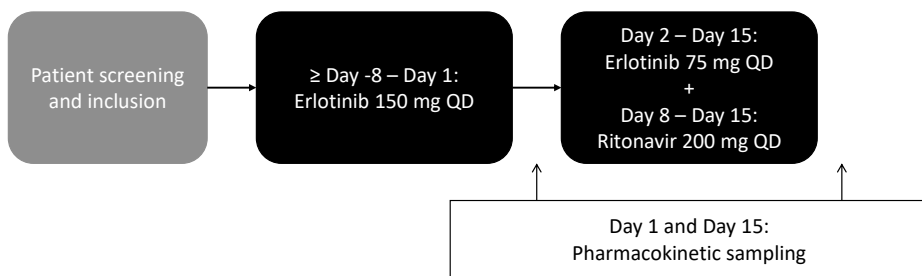 Patient screening
and inclusion
≥ Day -8 – Day 1:
Erlotinib 150 mg QD
Day 2 – Day 15:
Erlotinib 75 mg QD
+
Day 8 – Day 15:
Ritonavir 200 mg QD
Day 1 and Day 15:
Pharmacokinetic sampling